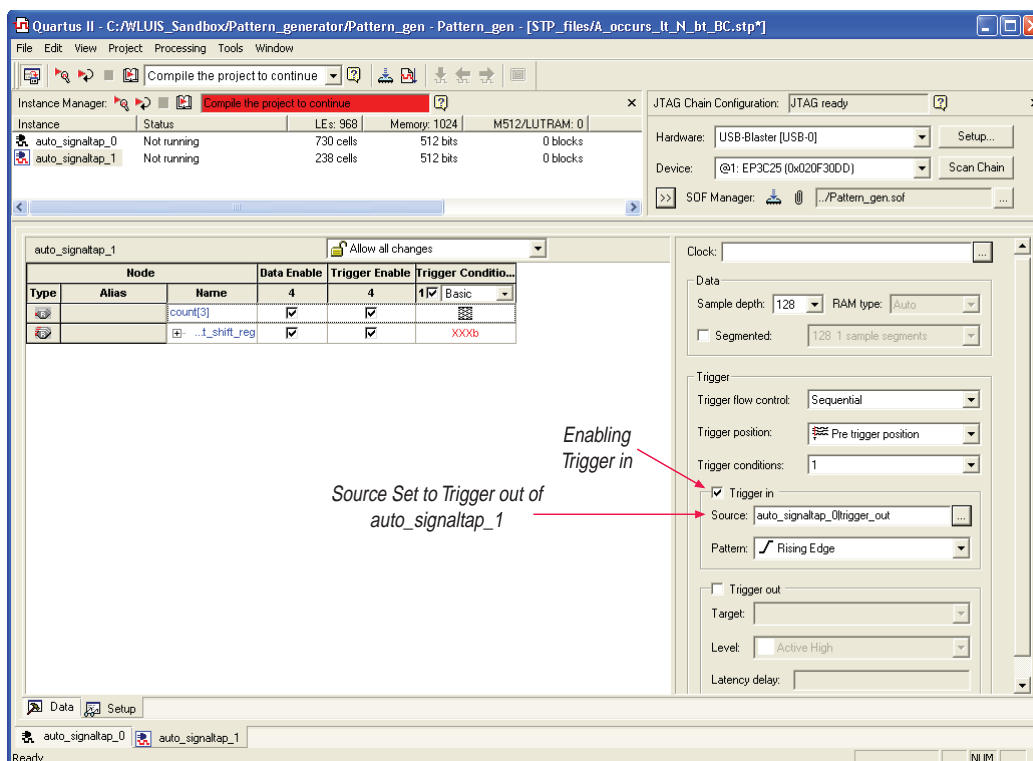 Quartus II - C:/WLUIS_Sandbox/Pattern_generator/Pattern_gen - Pattern_gen - [STP_files/A_occurs_lt_N_bt_BC.stp*]
File Edit View Project Processing Tools Window
Compile the project to continue
Instance Manager: Compile the project to continue
JTAG Chain Configuration: JTAG ready
Instance Status LEs: 968 Memory: 1024 M512/LUTRAM: 0
auto_signaltap_0 Not running 730 cells 512 bits 0 blocks
auto_signaltap_1 Not running 238 cells 512 bits 0 blocks
Hardware: USB-Blaster [USB-0] Setup...
Device: @1: EP3C25 (0x020F30DD) Scan Chain
>> SOF Manager: ../Pattern_gen.sof ...
auto_signaltap_1 Allow all changes
Node Data Enable Trigger Enable Trigger Conditio...
Type Alias Name 4 4 1 Basic
count[3]
...t_shift_reg XXXb
Clock: ...
Data
Sample depth: 128 RAM type: Auto
Segmented: 128 1 sample segments
Trigger
Trigger flow control: Sequential
Trigger position: Pre trigger position
Trigger conditions: 1
Trigger in
Source: auto_signaltap_0|trigger_out ...
Pattern: Rising Edge
Trigger out
Target:
Level: Active High
Latency delay:
Enabling
Trigger in
Source Set to Trigger out of
auto_signaltap_1
Data Setup
auto_signaltap_0 auto_signaltap_1
Ready NUM